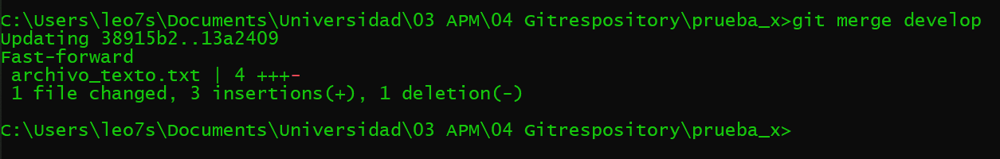 C:\Users\leo7s\Documents\Universidad\03 APM\04 Gitrespository\prueba_x>git merge develop
Updating 38915b2..13a2409
Fast-forward
 archivo_texto.txt | 4 +++-
 1 file changed, 3 insertions(+), 1 deletion(-)
C:\Users\leo7s\Documents\Universidad\03 APM\04 Gitrespository\prueba_x>